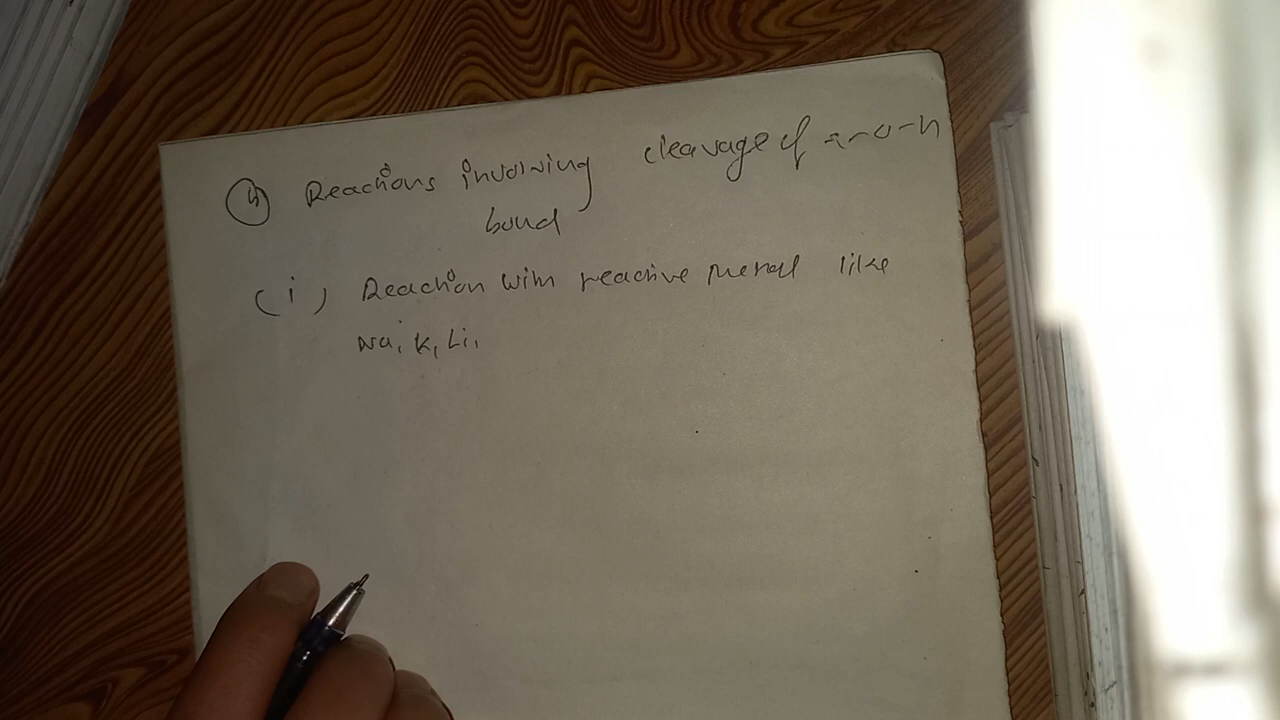 ④ Reactions involving cleavage of R-O-H
bond
(i) Reaction with reactive metal like
Na, K, Li,